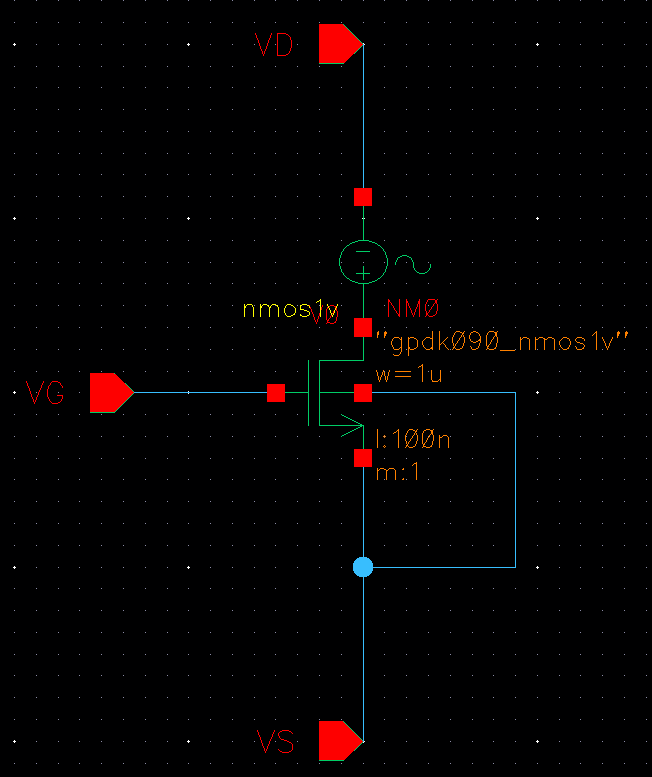 VD
nmos1v
V0
NM0
"gpdk090_nmos1v"
VG
w=1u
l:100n
m:1
VS